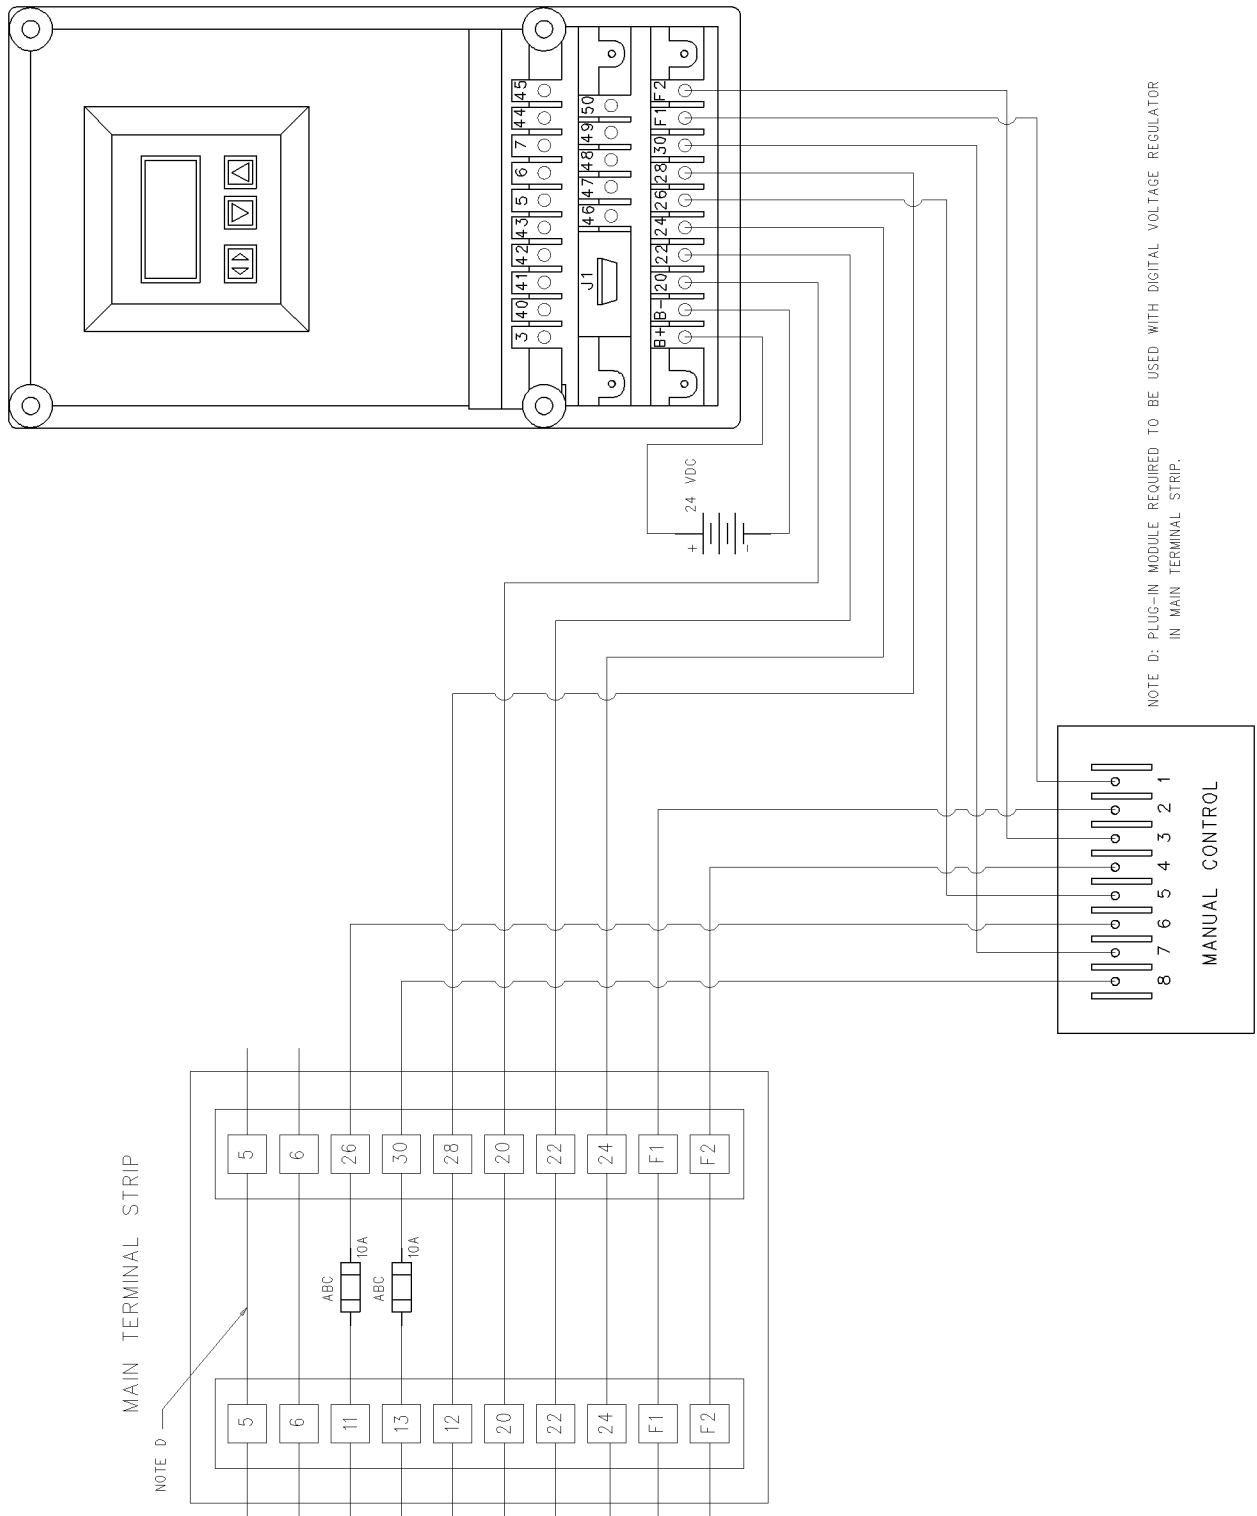 45
44
7
6
5
43
42
41
40
3
50
49
48
47
46
J1
F2
F1
30
28
26
24
22
20
B-
B+
24 VDC
+
-
NOTE D: PLUG-IN MODULE REQUIRED TO BE USED WITH DIGITAL VOLTAGE REGULATOR
IN MAIN TERMINAL STRIP.
8 7 6 5 4 3 2 1
MANUAL CONTROL
MAIN TERMINAL STRIP
NOTE D
5
6
26
30
28
20
22
24
F1
F2
ABC
10A
ABC
10A
5
6
11
13
12
20
22
24
F1
F2